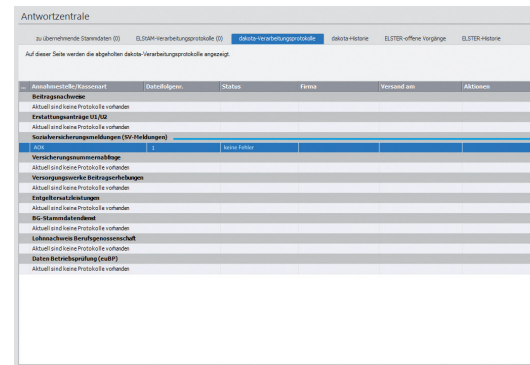 Antwortzentrale
zu übernehmende Stammdaten (0) ELStAM-Verarbeitungsprotokolle (0) dakota-Verarbeitungsprotokolle dakota-Historie ELSTER-offene Vorgänge ELSTER-Historie
Auf dieser Seite werden die abgeholten dakota-Verarbeitungsprotokolle angezeigt.
... Annahmestelle/Kassenart Dateifolgenr. Status Firma Versand am Aktionen
Beitragsnachweise
Aktuell sind keine Protokolle vorhanden
Erstattungsanträge U1/U2
Aktuell sind keine Protokolle vorhanden
Sozialversicherungsmeldungen (SV-Meldungen)
AOK 1 keine Fehler
Versicherungsnummernabfrage
Aktuell sind keine Protokolle vorhanden
Versorgungswerke Beitragserhebungen
Aktuell sind keine Protokolle vorhanden
Entgeltersatzleistungen
Aktuell sind keine Protokolle vorhanden
BG-Stammdatendienst
Aktuell sind keine Protokolle vorhanden
Lohnnachweis Berufsgenossenschaft
Aktuell sind keine Protokolle vorhanden
Daten Betriebsprüfung (euBP)
Aktuell sind keine Protokolle vorhanden